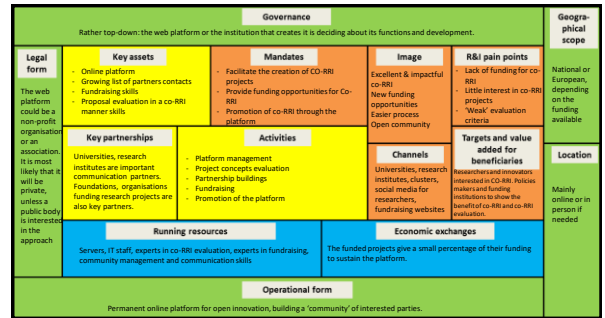 Governance
Rather top-down: the web platform or the institution that creates it is deciding about its functions and development.
Geogra-
phical
scope
National or
European,
depending on
the funding
available
Legal
form
The web
platform
could be a
non-profit
organisation
or an
association.
It is most
likely that it
will be
private,
unless a
public body
is interested
in the
approach
Key assets
- Online platform
- Growing list of partners contacts
- Fundraising skills
- Proposal evaluation in a co-RRI
manner skills
Mandates
- Facilitate the creation of CO-RRI
projects
- Provide funding opportunities for Co-
RRI
- Promotion of co-RRI through the
platform
Image
Excellent & impactful
co-RRI
New funding
opportunities
Easier process
Open community
R&I pain points
- Lack of funding for co-
RRI
- Little interest in co-RRI
projects
- ‘Weak’ evaluation
criteria
Key partnerships
Universities, research
institutes are important
communication partners.
Foundations, organisations
funding research projects are
also key partners.
Activities
- Platform management
- Project concepts evaluation
- Partnership buildings
- Fundraising
- Promotion of the platform
Channels
Universities, research
institutes, clusters,
social media for
researchers,
fundraising websites
Targets and value
added for
beneficiaries
Researchers and innovators
interested in CO-RRI. Policies
makers and funding
institutions to show the
benefit of co-RRI and co-RRI
evaluation.
Location
Mainly
online or in
person if
needed
Running resources
Servers, IT staff, experts in co-RRI evaluation, experts in fundraising,
community management and communication skills
Economic exchanges
The funded projects give a small percentage of their funding
to sustain the platform.
Operational form
Permanent online platform for open innovation, building a ‘community’ of interested parties.